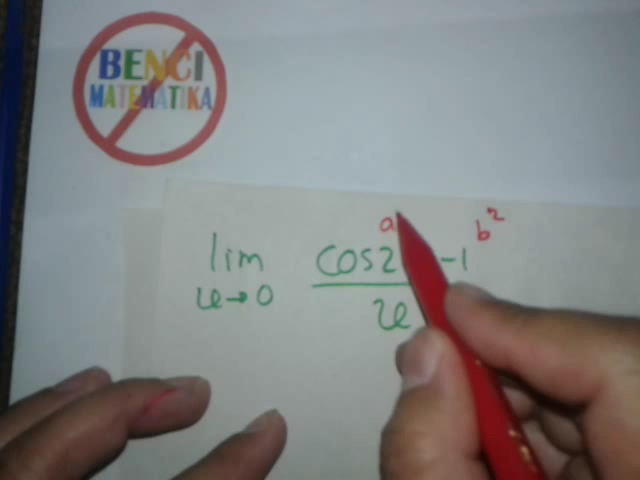 BENCI
MATEMATIKA
a b²
lim cos2 -1
x→0 x